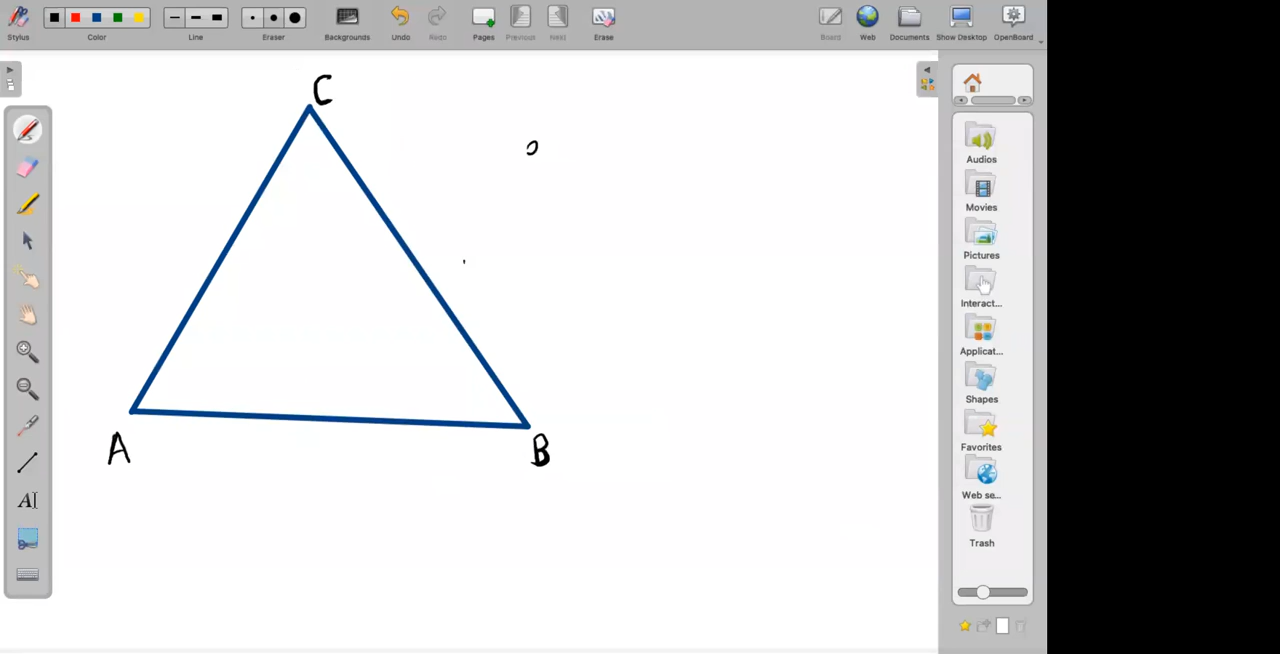 Stylus Color Line Eraser Backgrounds Undo Redo Pages Previous Next Erase Board Web Documents Show Desktop OpenBoard
C
o
Audios
Movies
Pictures
Interact...
Applicat...
Shapes
A B
Favorites
Web se...
Trash